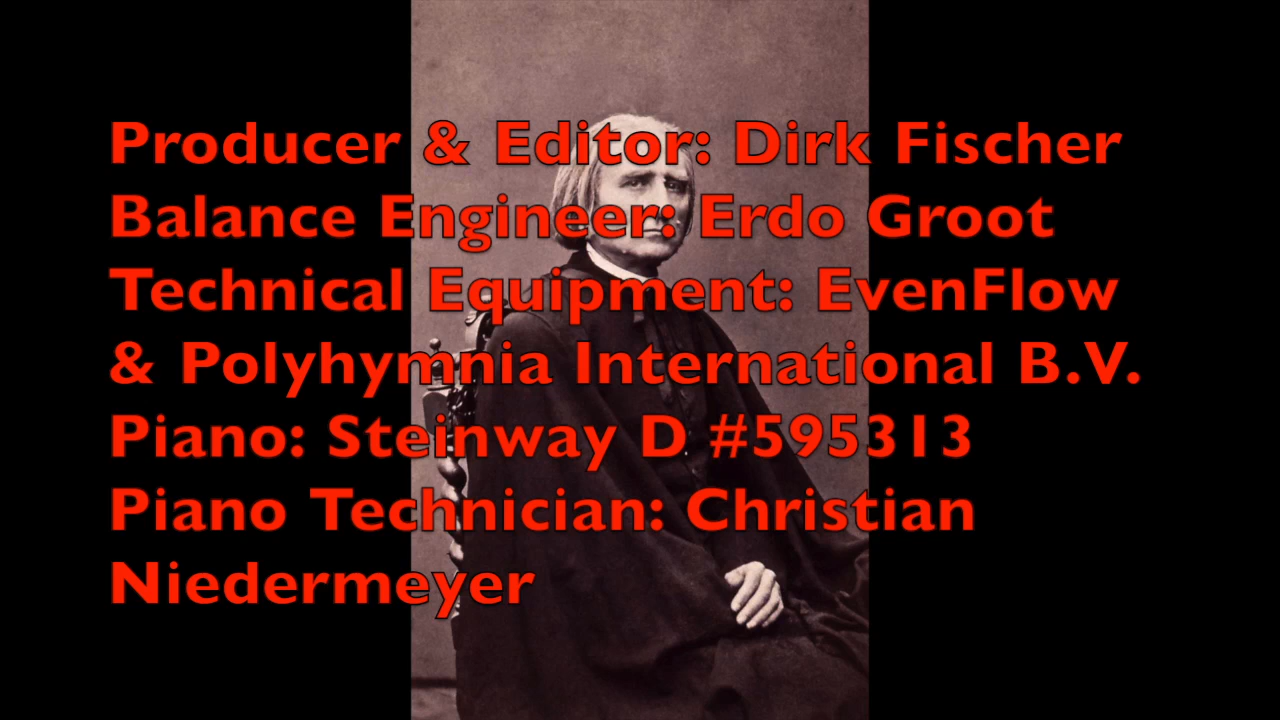 Producer & Editor: Dirk Fischer
Balance Engineer: Erdo Groot
Technical Equipment: EvenFlow
& Polyhymnia International B.V.
Piano: Steinway D #595313
Piano Technician: Christian
Niedermeyer